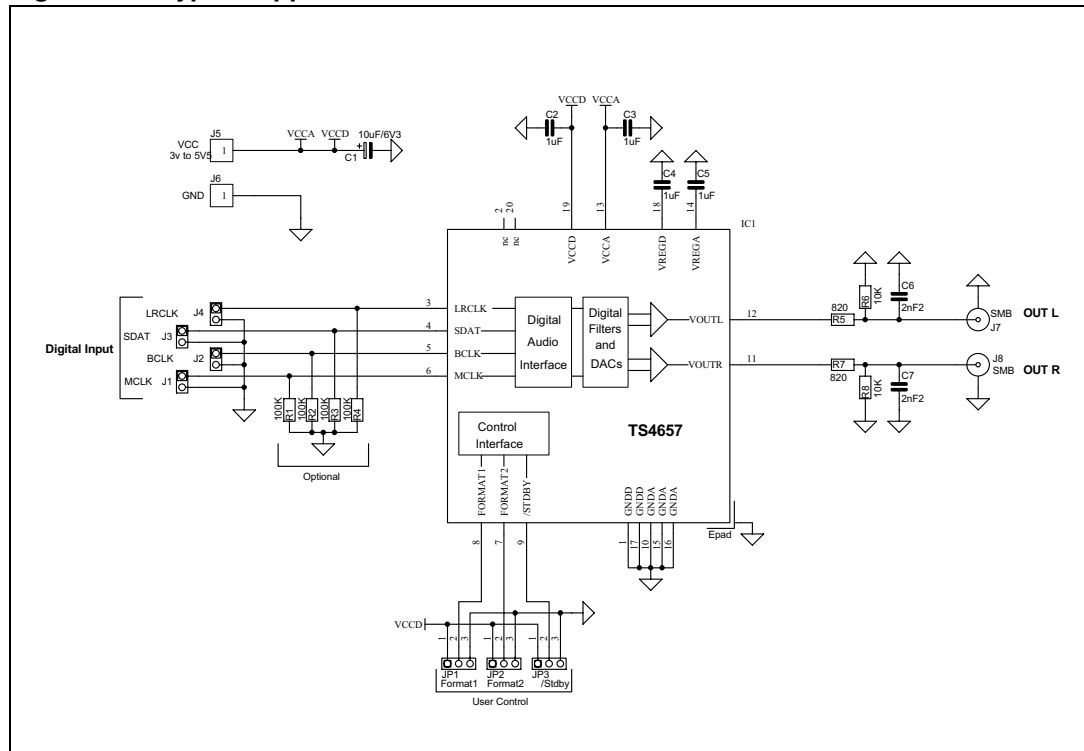 VCCD VCCA
C2 C3
1uF 1uF
J5 VCCA VCCD 10uF/6V3
VCC 1 + C1
3v to 5V5
J6
GND 1
C4 C5
1uF 1uF
2 20 19 13 18 14 IC1
nc nc VCCD VCCA VREGD VREGA
LRCLK J4 3 LRCLK
SDAT J3 4 SDAT
Digital Input
BCLK J2 5 BCLK
MCLK J1 6 MCLK
Digital
Audio
Interface
Digital
Filters
and
DACs
VOUTL 12
VOUTR 11
820 R6 10K C6
R5 2nF2
SMB OUT L
J7
R7 J8
820 SMB OUT R
R8 10K C7
2nF2
100K 100K 100K 100K
R1 R2 R3 R4
Optional
Control
Interface
TS4657
FORMAT1 FORMAT2 /STDBY
GNDD GNDD GNDA GNDA GNDA
Epad
8 7 9
1 17 10 15 16
VCCD
1 2 3 1 2 3 1 2 3
JP1 JP2 JP3
Format1 Format2 /Stdby
User Control